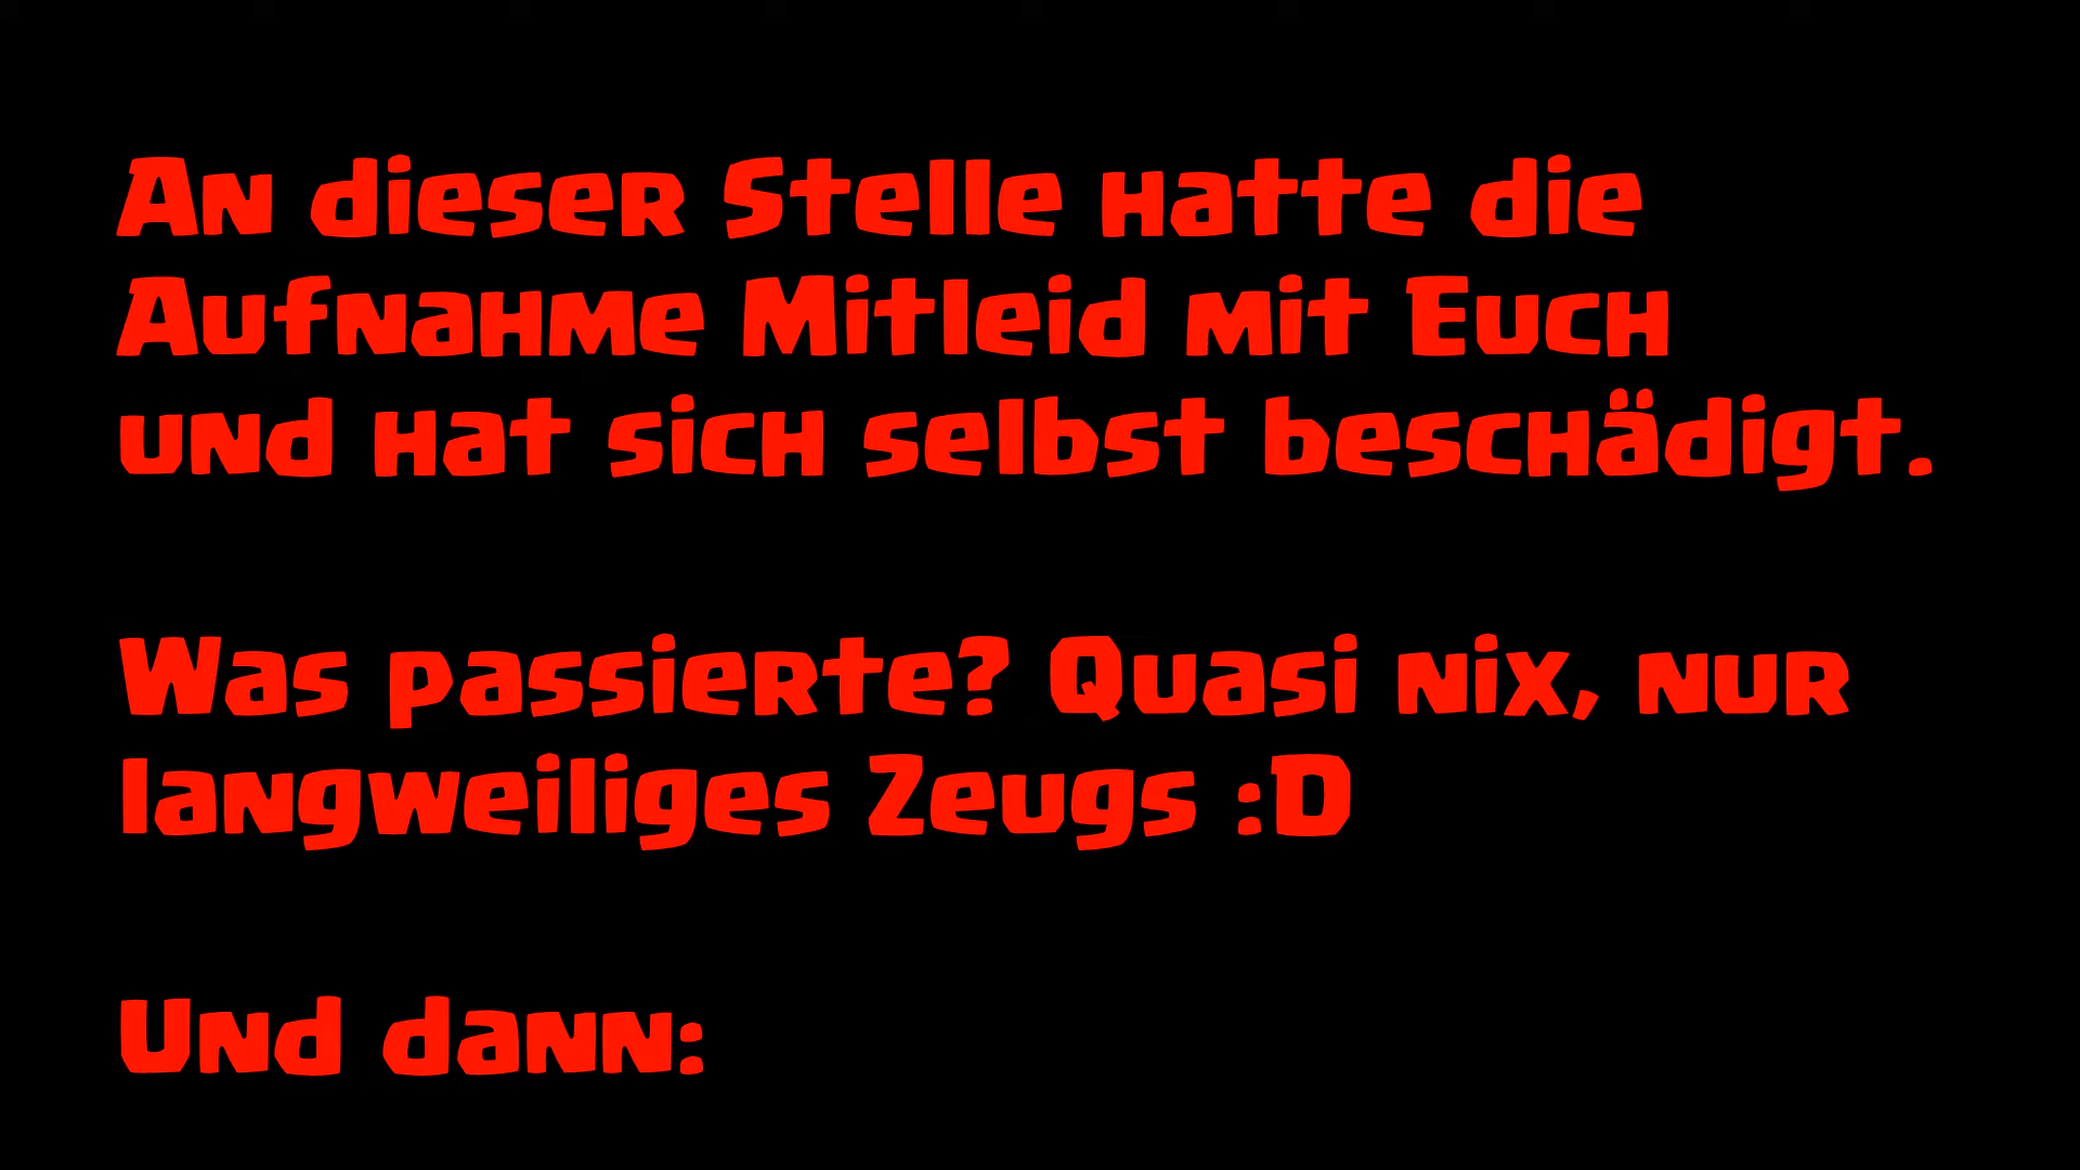 An dieser Stelle hatte die
Aufnahme Mitleid mit Euch
und hat sich selbst beschädigt.
Was passierte? Quasi nix, nur
langweiliges Zeugs :D
Und dann: